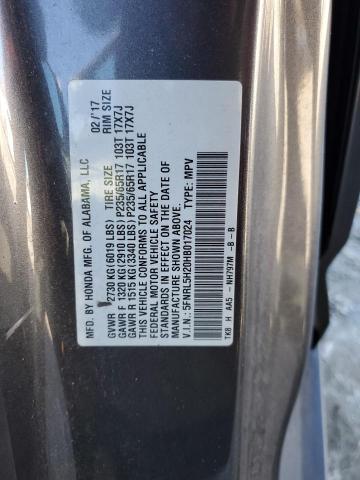 MFD. BY HONDA MFG. OF ALABAMA, LLC 02/'17
TIRE SIZE RIM SIZE
GVWR 2730 KG(6019 LBS)
GAWR F 1320 KG(2910 LBS) P235/65R17 103T 17X7J
GAWR R 1515 KG(3340 LBS) P235/65R17 103T 17X7J
THIS VEHICLE CONFORMS TO ALL APPLICABLE
FEDERAL MOTOR VEHICLE SAFETY
STANDARDS IN EFFECT ON THE DATE OF
MANUFACTURE SHOWN ABOVE.
V.I.N.: 5FNRL5H20HB017024 TYPE: MPV
TK8 H AA5 - NH797M -B -B